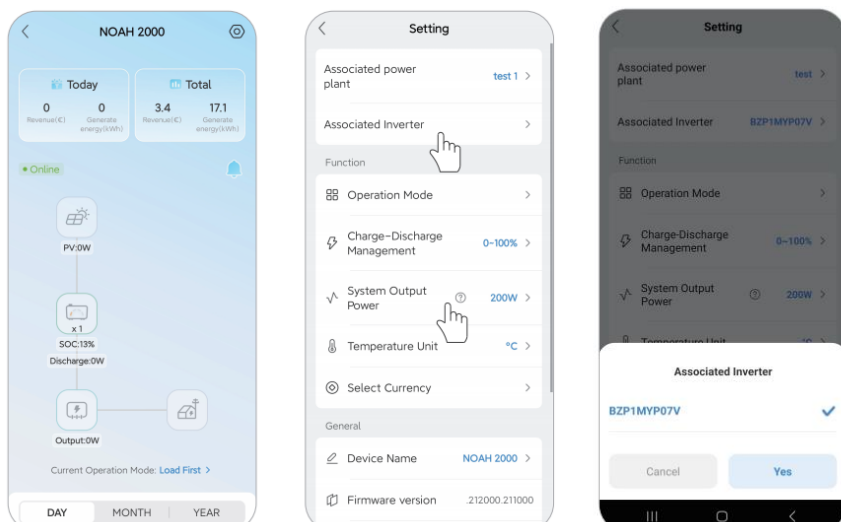 NOAH 2000
Today
0
0
Revenue(€)
Generate
energy(kWh)
Total
3.4
17.1
Revenue(€)
Generate
energy(kWh)
Online
PV:0W
x 1
SOC:13%
Discharge:0W
Output:0W
Current Operation Mode: Load First >
DAY
MONTH
YEAR
Setting
Associated power
plant
test 1 >
Associated Inverter >
Function
Operation Mode >
Charge-Discharge
Management
0~100% >
System Output
Power
? 200W >
Temperature Unit °C >
Select Currency >
General
Device Name NOAH 2000 >
Firmware version .212000.211000
Setting
Associated power
plant
test >
Associated Inverter BZP1MYP07V >
Function
Operation Mode >
Charge-Discharge
Management
0~100% >
System Output
Power
? 200W >
Temperature Unit °C >
Associated Inverter
BZP1MYP07V
Cancel
Yes